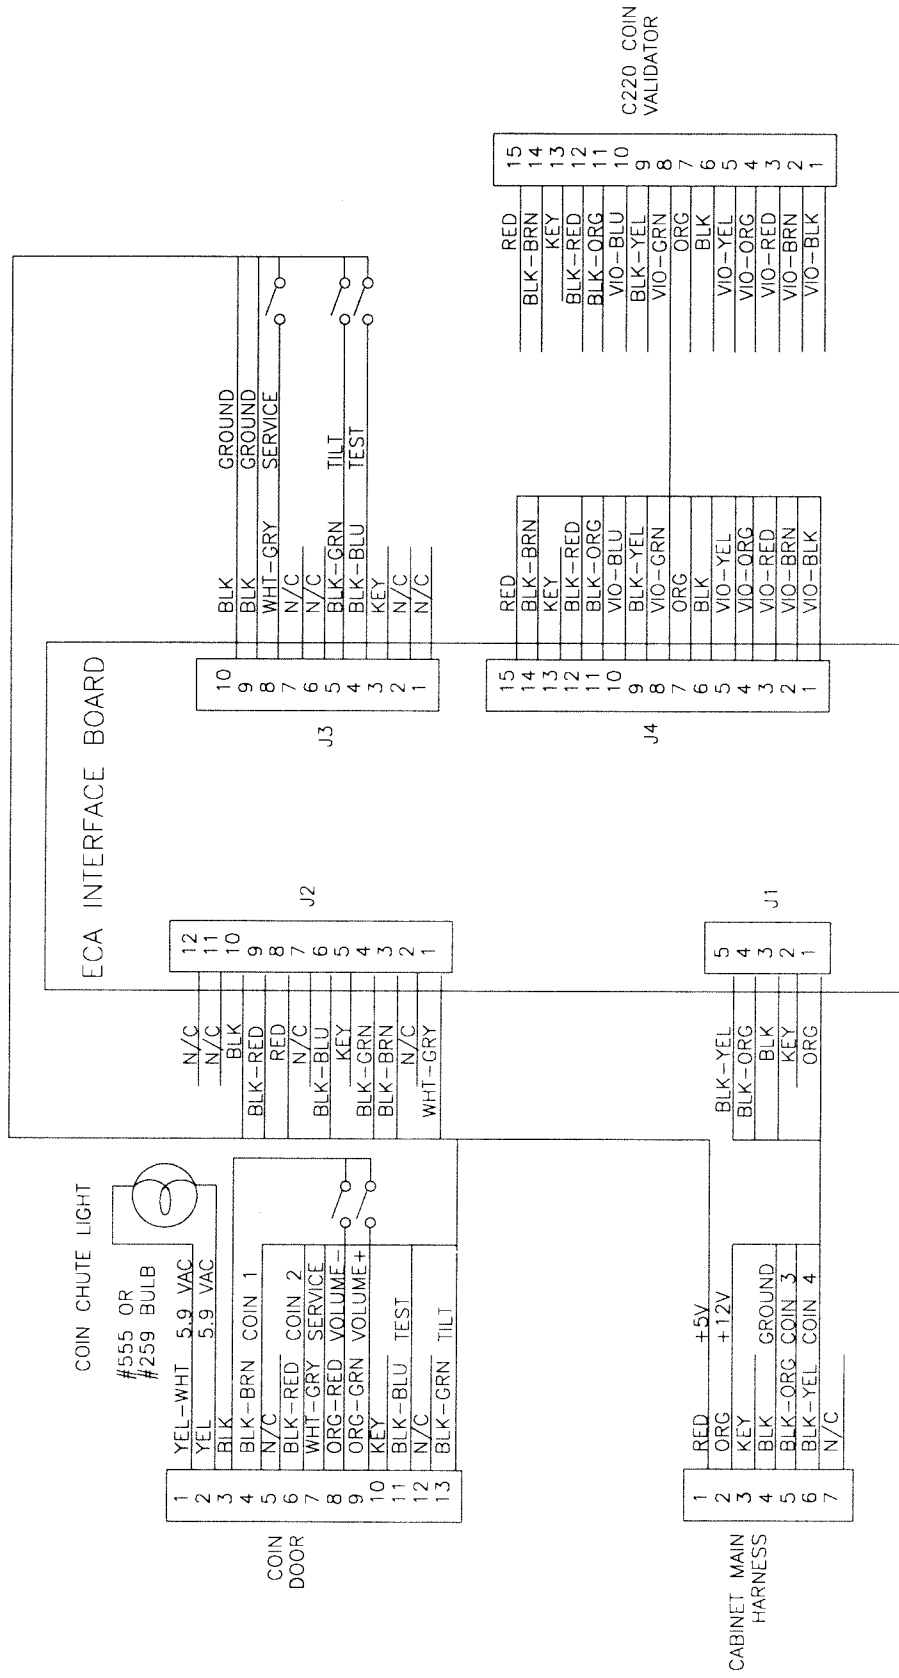 COIN CHUTE LIGHT
#555 OR
#259 BULB
COIN
DOOR
1 YEL-WHT 5.9 VAC
2 YEL 5.9 VAC
3 BLK
4 BLK-BRN COIN 1
5 N/C
6 BLK-RED COIN 2
7 WHT-GRY SERVICE
8 ORG-RED VOLUME-
9 ORG-GRN VOLUME+
10 KEY
11 BLK-BLU TEST
12 N/C
13 BLK-GRN TILT
CABINET MAIN
HARNESS
1 RED +5V
2 ORG +12V
3 KEY
4 BLK GROUND
5 BLK-ORG COIN 3
6 BLK-YEL COIN 4
7 N/C
ECA INTERFACE BOARD
J2
N/C 12
N/C 11
BLK 10
BLK-RED 9
RED 8
N/C 7
BLK-BLU 6
KEY 5
BLK-GRN 4
BLK-BRN 3
N/C 2
WHT-GRY 1
J1
BLK-YEL 5
BLK-ORG 4
BLK 3
KEY 2
ORG 1
J3
10 BLK GROUND
9 BLK GROUND
8 WHT-GRY SERVICE
7 N/C
6 N/C
5 BLK-GRN TILT
4 BLK-BLU TEST
3 KEY
2 N/C
1 N/C
J4
15 RED
14 BLK-BRN
13 KEY
12 BLK-RED
11 BLK-ORG
10 VIO-BLU
9 BLK-YEL
8 VIO-GRN
7 ORG
6 BLK
5 VIO-YEL
4 VIO-ORG
3 VIO-RED
2 VIO-BRN
1 VIO-BLK
C220 COIN
VALIDATOR
RED 15
BLK-BRN 14
KEY 13
BLK-RED 12
BLK-ORG 11
VIO-BLU 10
BLK-YEL 9
VIO-GRN 8
ORG 7
BLK 6
VIO-YEL 5
VIO-ORG 4
VIO-RED 3
VIO-BRN 2
VIO-BLK 1